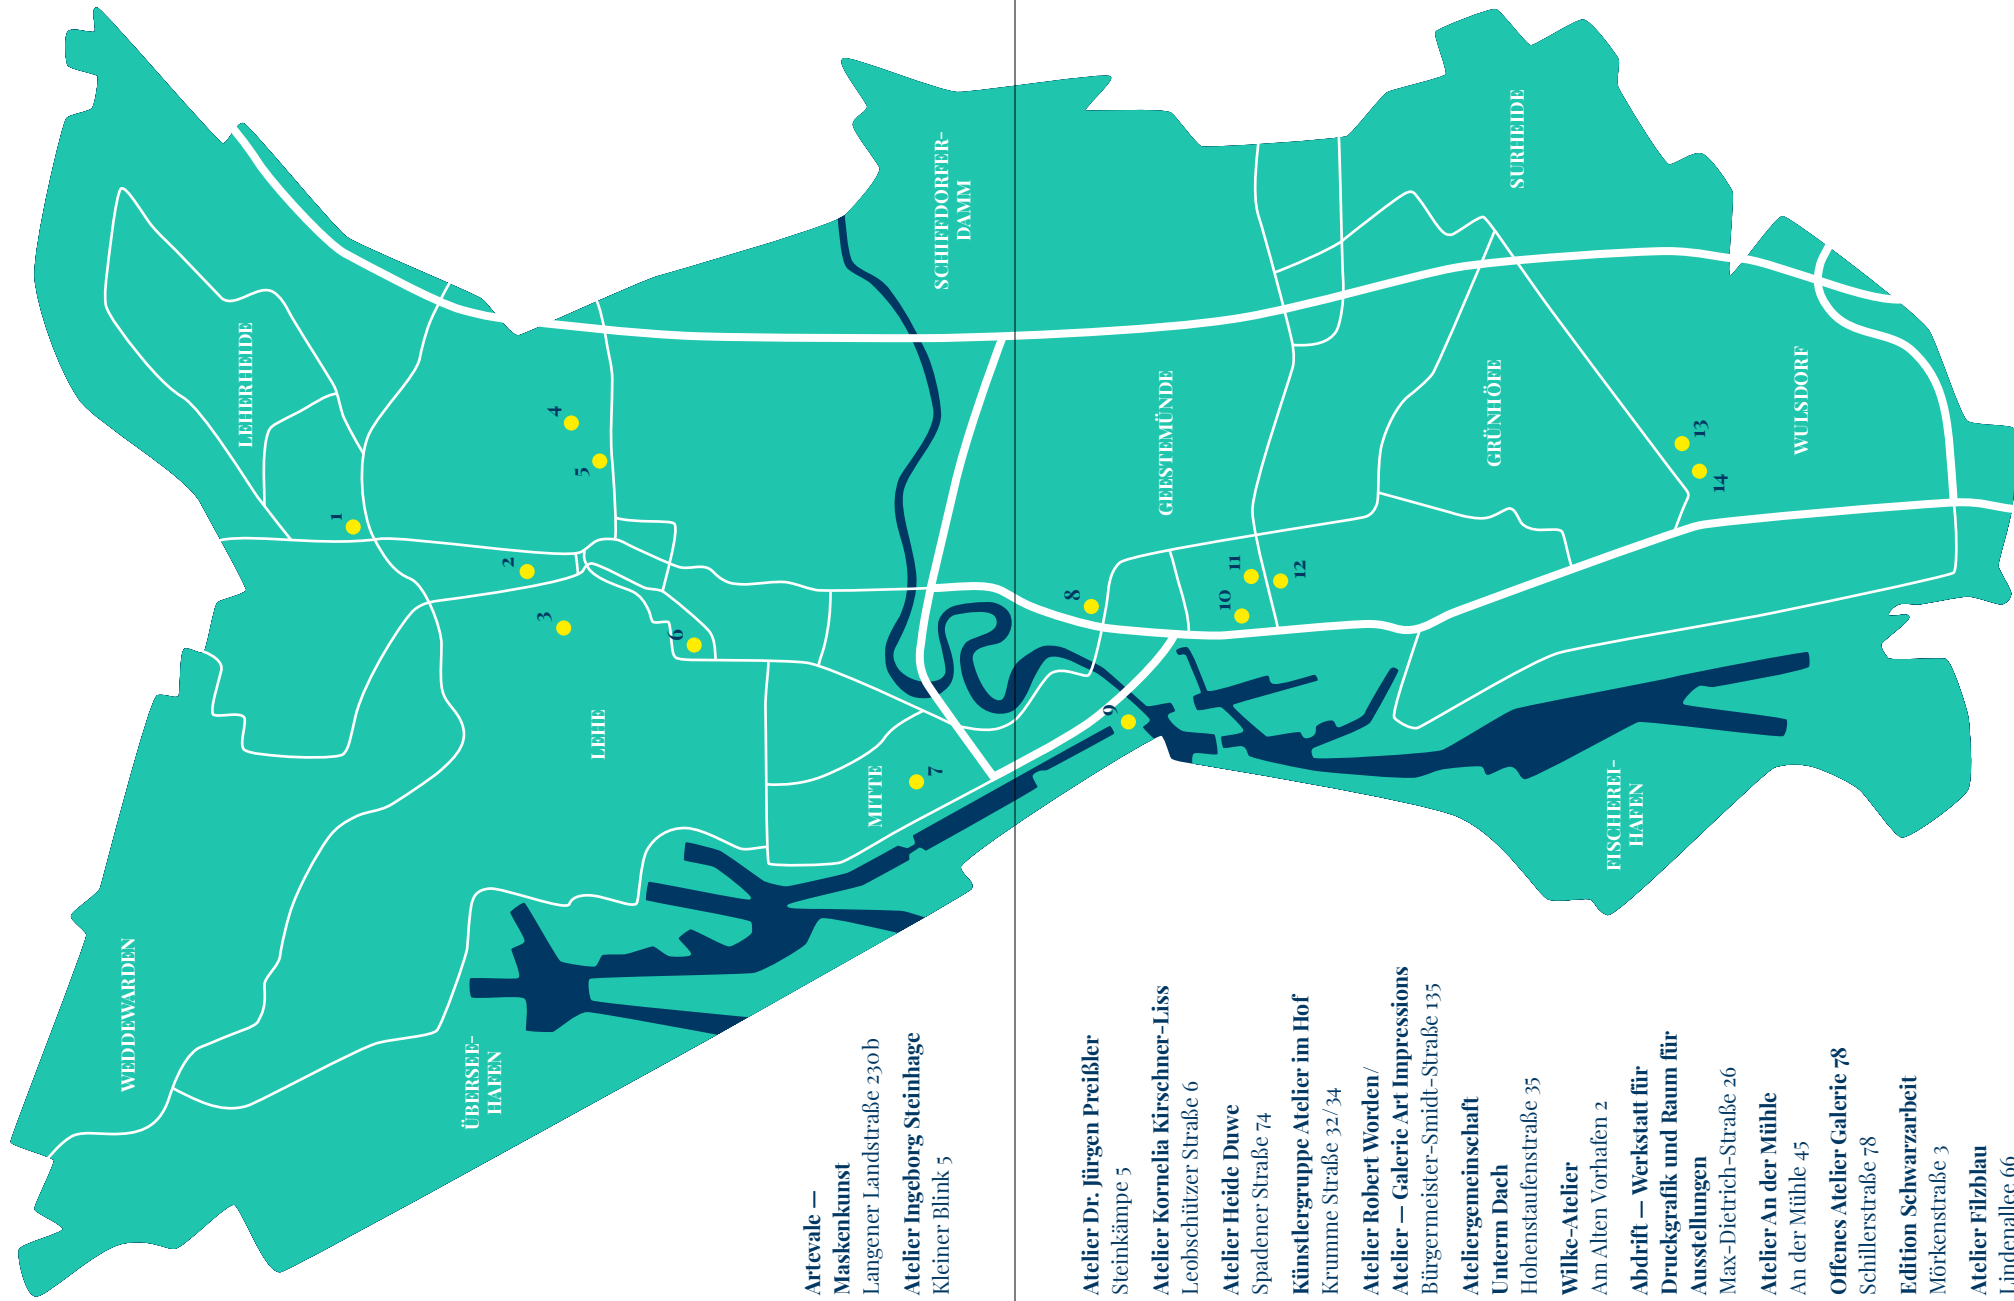 LEHERHEIDE
WEDDEWARDEN
ÜBERSEE-
HAFEN
LEHE
MITTE
SCHIFFDORFER-
DAMM
GEESTEMÜNDE
GRÜNHÖFE
SURHEIDE
WULSDORF
FISCHEREI-
HAFEN
1
2
3
4
5
6
7
8
9
10
11
12
13
14
Artevale —
Maskenkunst
Langener Landstraße 230b
Atelier Ingeborg Steinhage
Kleiner Blink 5
Atelier Dr. Jürgen Preißler
Steinkämpe 5
Atelier Kornelia Kirschner-Liss
Leobschützer Straße 6
Atelier Heide Duwe
Spadener Straße 74
Künstlergruppe Atelier im Hof
Krumme Straße 32/34
Atelier Robert Worden/
Atelier — Galerie Art Impressions
Bürgermeister-Smidt-Straße 135
Ateliergemeinschaft
Unterm Dach
Hohenstaufenstraße 35
Wilke-Atelier
Am Alten Vorhafen 2
Abdrift — Werkstatt für
Druckgrafik und Raum für
Ausstellungen
Max-Dietrich-Straße 26
Atelier An der Mühle
An der Mühle 45
Offenes Atelier Galerie 78
Schillerstraße 78
Edition Schwarzarbeit
Mörkenstraße 3
Atelier Filzblau
Lindenallee 66